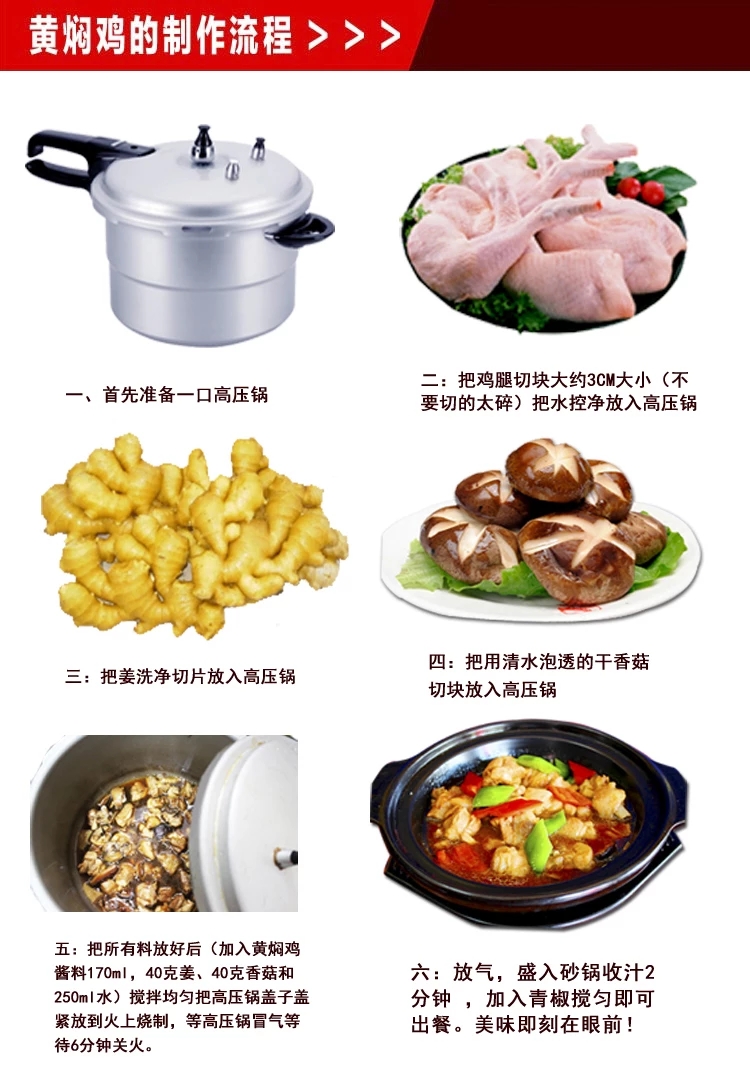 黄焖鸡的制作流程 > > >
一、首先准备一口高压锅
二：把鸡腿切块大约3CM大小（不
要切的太碎）把水控净放入高压锅
三：把姜洗净切片放入高压锅
四：把用清水泡透的干香菇
切块放入高压锅
五：把所有料放好后（加入黄焖鸡
酱料170ml，40克姜、40克香菇和
250ml水）搅拌均匀把高压锅盖子盖
紧放到火上烧制，等高压锅冒气等
待6分钟关火。
六：放气，盛入砂锅收汁2
分钟 ，加入青椒搅匀即可
出餐。美味即刻在眼前！